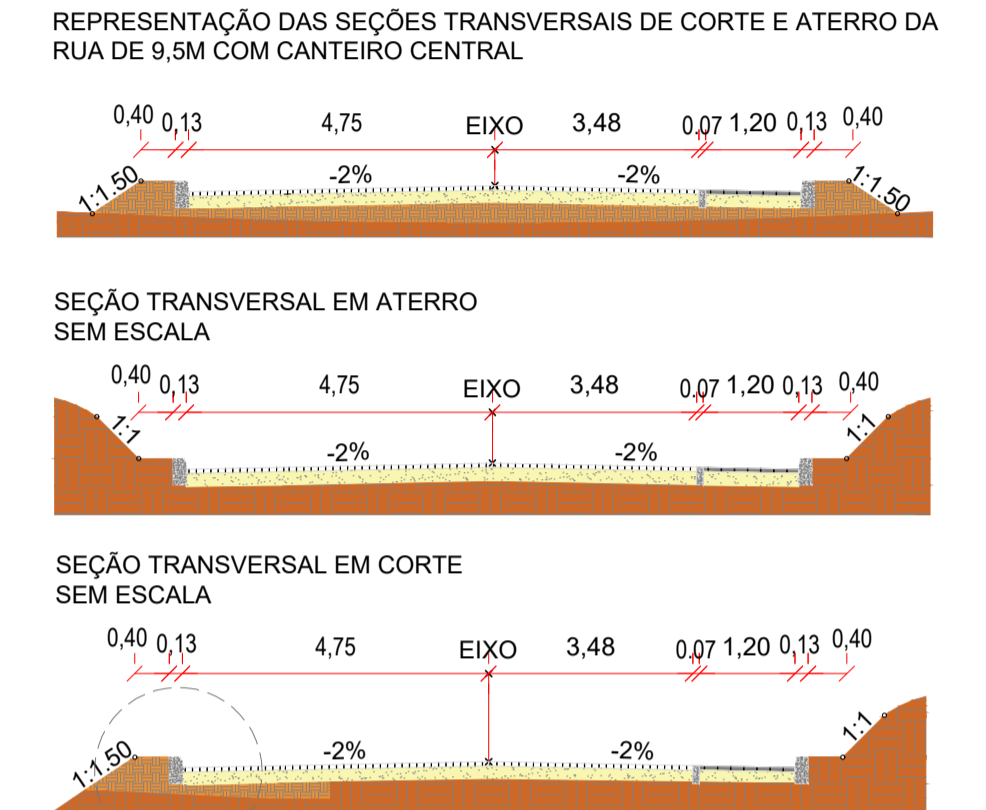 REPRESENTAÇÃO DAS SEÇÕES TRANSVERSAIS DE CORTE E ATERRO DA
RUA DE 9,5M COM CANTEIRO CENTRAL
0,40 0,13 4,75 EIXO 3,48 0.07 1,20 0,13 0,40
1:1.50 -2% -2% 1:1.50
SEÇÃO TRANSVERSAL EM ATERRO
SEM ESCALA
0,40 0,13 4,75 EIXO 3,48 0.07 1,20 0,13 0,40
1:1 -2% -2% 1:1
SEÇÃO TRANSVERSAL EM CORTE
SEM ESCALA
0,40 0,13 4,75 EIXO 3,48 0.07 1,20 0,13 0,40
1:1.50 -2% -2% 1:1